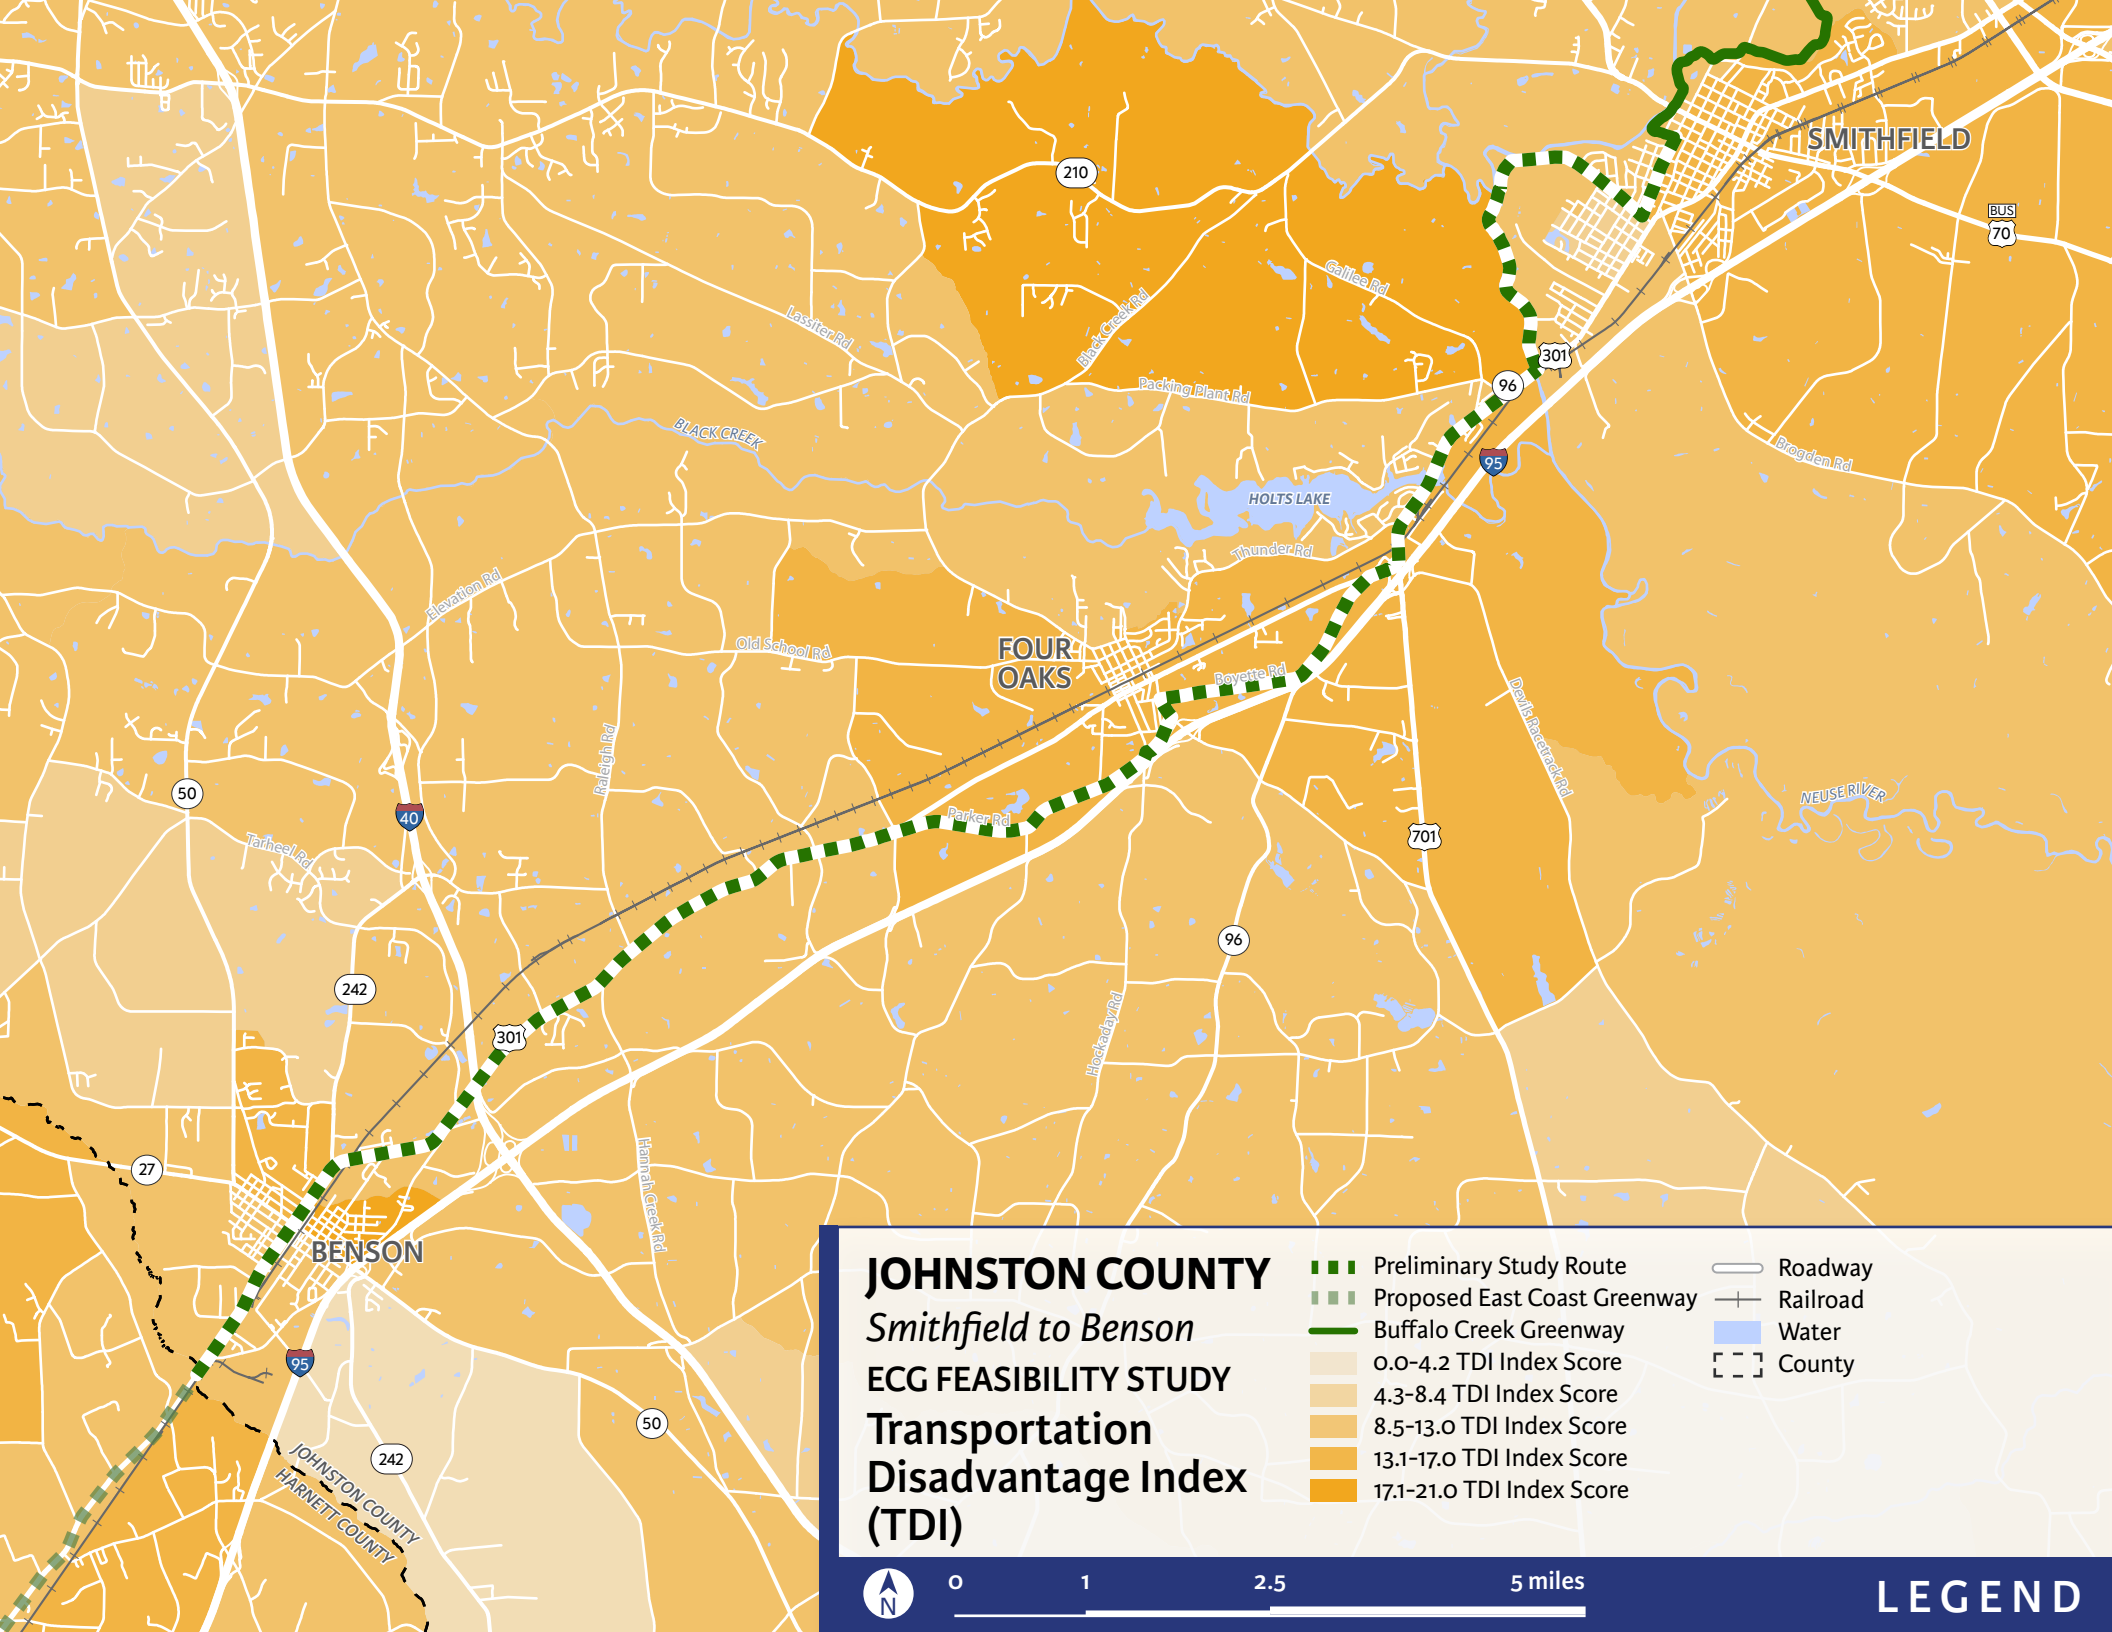 SMITHFIELD
210
BUS
70
Galilee Rd
Black Creek Rd
Lassiter Rd
301
96
Packing Plant Rd
BLACK CREEK
Brogden Rd
95
HOLTS LAKE
Thunder Rd
Elevation Rd
Old School Rd
FOUR
OAKS
Boyette Rd
Devils Racetrack Rd
Raleigh Rd
50
40
NEUSE RIVER
Parker Rd
701
Tarheel Rd
96
242
301
Hockaday Rd
27
Hannah Creek Rd
BENSON
95
50
242
JOHNSTON COUNTY
HARNETT COUNTY
JOHNSTON COUNTY
Smithfield to Benson
ECG FEASIBILITY STUDY
Transportation
Disadvantage Index
(TDI)
Preliminary Study Route
Proposed East Coast Greenway
Buffalo Creek Greenway
0.0-4.2 TDI Index Score
4.3-8.4 TDI Index Score
8.5-13.0 TDI Index Score
13.1-17.0 TDI Index Score
17.1-21.0 TDI Index Score
Roadway
Railroad
Water
County
N
0 1 2.5 5 miles
LEGEND